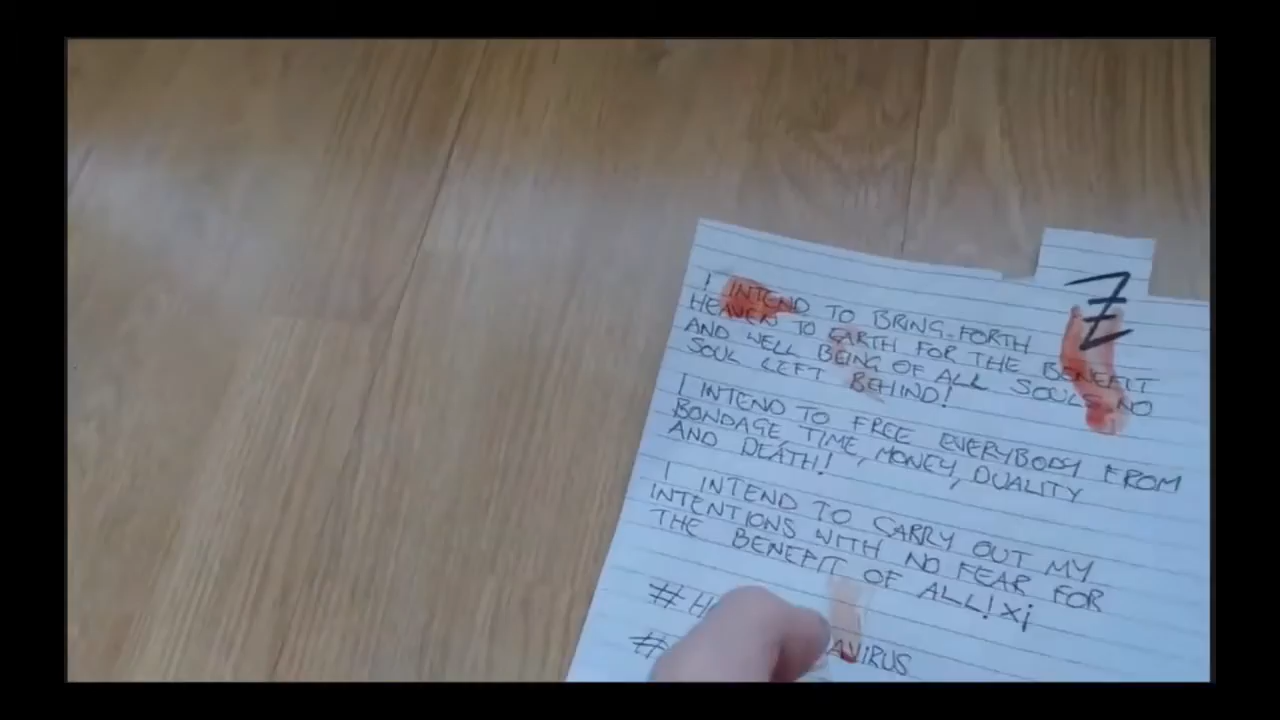 Z
I INTEND TO BRING-FORTH
HEAVEN TO EARTH FOR THE BENEFIT
AND WELL BEING OF ALL SOULS NO
SOUL LEFT BEHIND!
I INTEND TO FREE EVERYBODY FROM
BONDAGE, TIME, MONEY, DUALITY
AND DEATH!
I INTEND TO CARRY OUT MY
INTENTIONS WITH NO FEAR FOR
THE BENEFIT OF ALL! xi